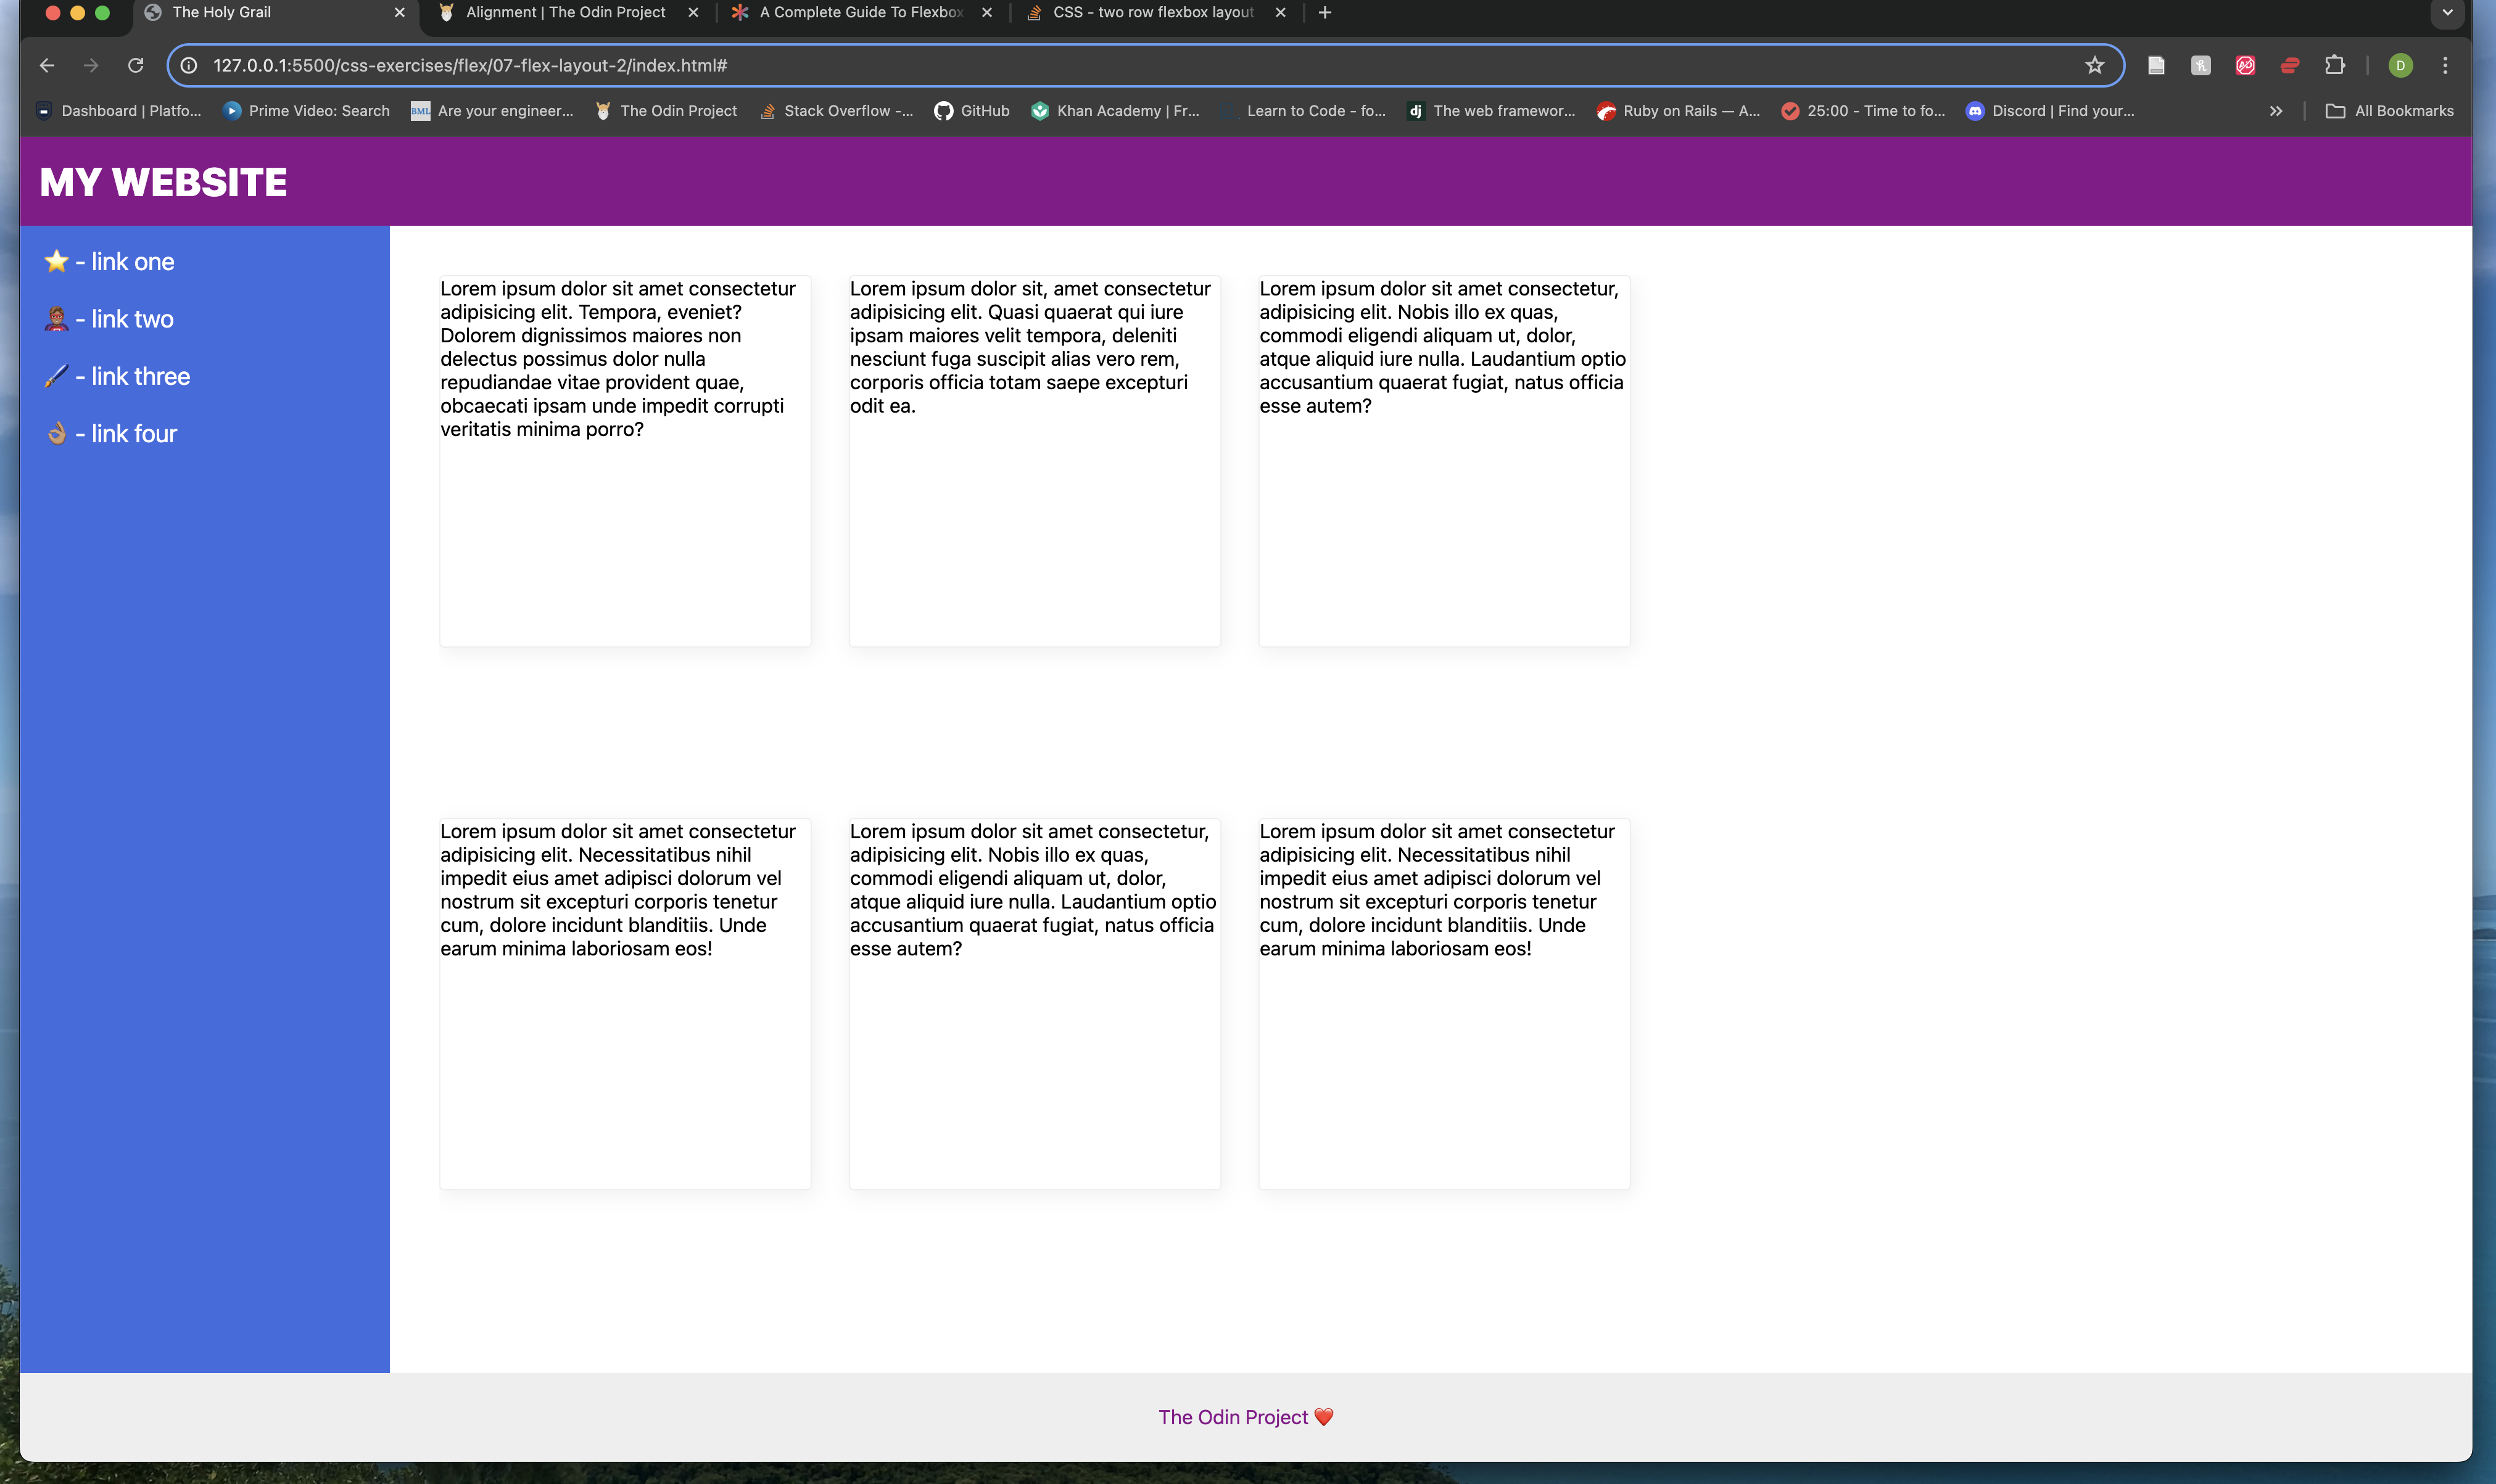 The Holy Grail
Alignment | The Odin Project
A Complete Guide To Flexbox
CSS - two row flexbox layout
127.0.0.1:5500/css-exercises/flex/07-flex-layout-2/index.html#
D
Dashboard | Platfo...
Prime Video: Search
BML
Are your engineer...
The Odin Project
Stack Overflow -...
GitHub
Khan Academy | Fr...
Learn to Code - fo...
dj
The web framewor...
Ruby on Rails — A...
25:00 - Time to fo...
Discord | Find your...
All Bookmarks
MY WEBSITE
⭐ - link one
🦸🏽‍♂️ - link two
🖌️ - link three
👌🏽 - link four
Lorem ipsum dolor sit amet consectetur
adipisicing elit. Tempora, eveniet?
Dolorem dignissimos maiores non
delectus possimus dolor nulla
repudiandae vitae provident quae,
obcaecati ipsam unde impedit corrupti
veritatis minima porro?
Lorem ipsum dolor sit, amet consectetur
adipisicing elit. Quasi quaerat qui iure
ipsam maiores velit tempora, deleniti
nesciunt fuga suscipit alias vero rem,
corporis officia totam saepe excepturi
odit ea.
Lorem ipsum dolor sit amet consectetur,
adipisicing elit. Nobis illo ex quas,
commodi eligendi aliquam ut, dolor,
atque aliquid iure nulla. Laudantium optio
accusantium quaerat fugiat, natus officia
esse autem?
Lorem ipsum dolor sit amet consectetur
adipisicing elit. Necessitatibus nihil
impedit eius amet adipisci dolorum vel
nostrum sit excepturi corporis tenetur
cum, dolore incidunt blanditiis. Unde
earum minima laboriosam eos!
Lorem ipsum dolor sit amet consectetur,
adipisicing elit. Nobis illo ex quas,
commodi eligendi aliquam ut, dolor,
atque aliquid iure nulla. Laudantium optio
accusantium quaerat fugiat, natus officia
esse autem?
Lorem ipsum dolor sit amet consectetur
adipisicing elit. Necessitatibus nihil
impedit eius amet adipisci dolorum vel
nostrum sit excepturi corporis tenetur
cum, dolore incidunt blanditiis. Unde
earum minima laboriosam eos!
The Odin Project ❤️